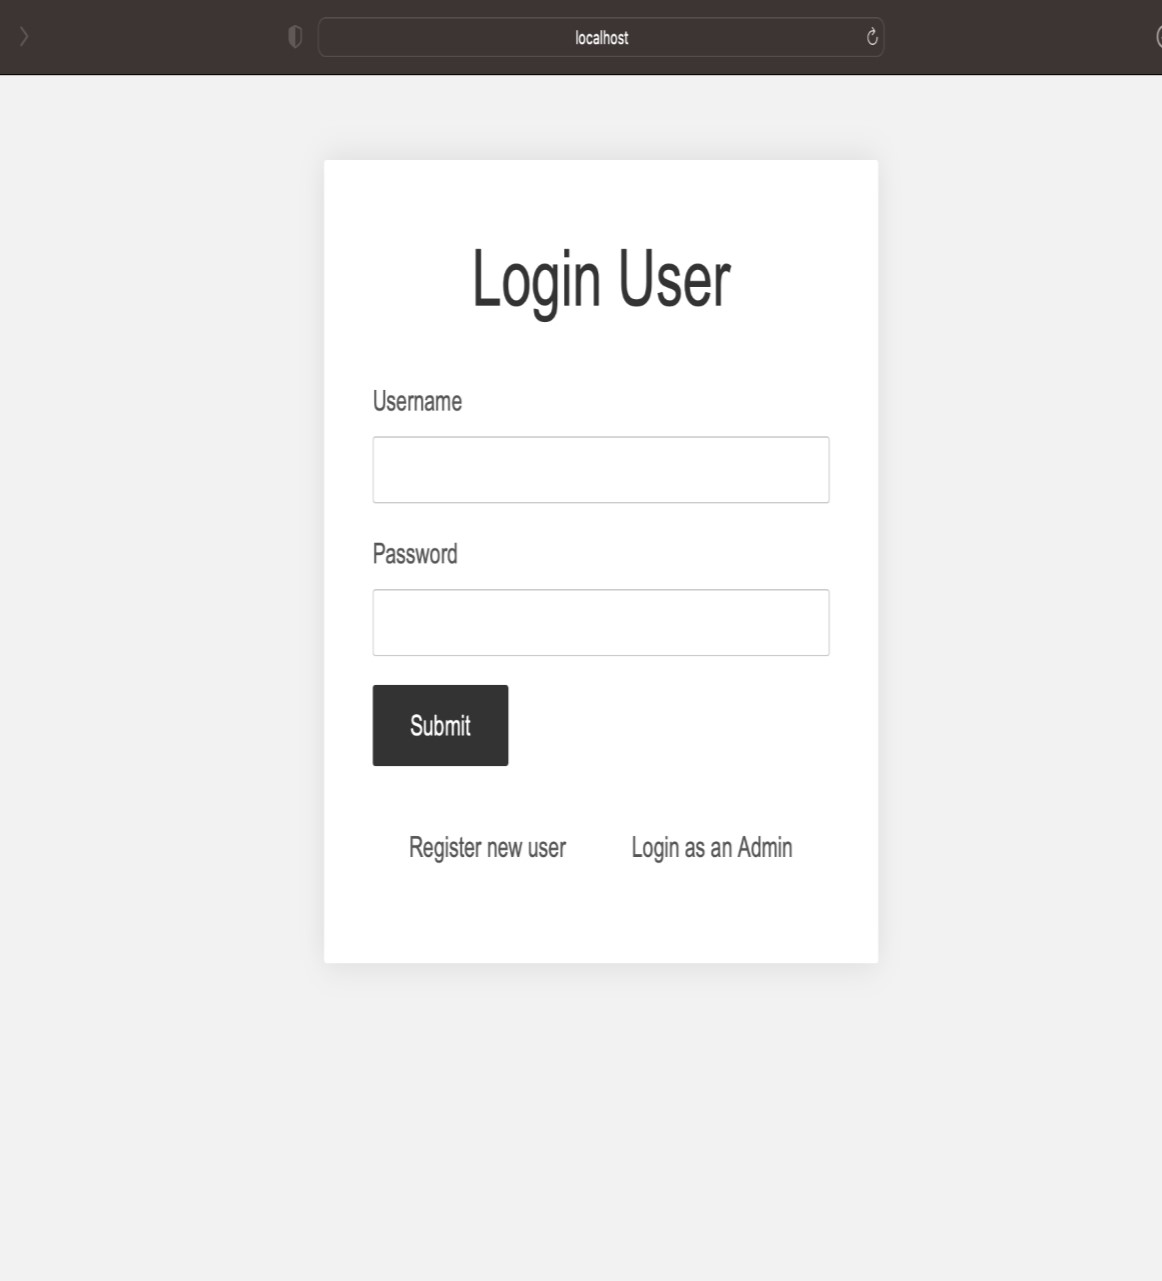 localhost
Login User
Username
Password
Submit
Register new user Login as an Admin